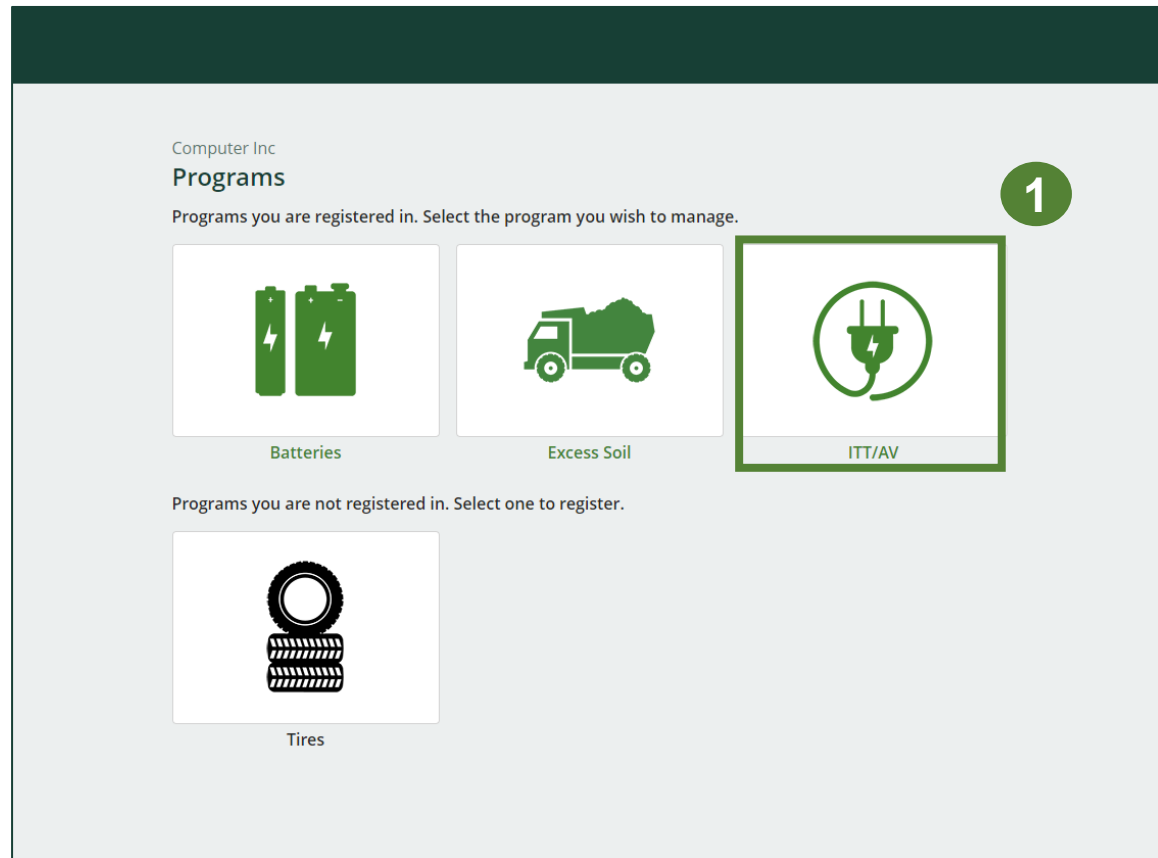 Computer Inc
Programs
1
Programs you are registered in. Select the program you wish to manage.
Batteries
Excess Soil
ITT/AV
Programs you are not registered in. Select one to register.
Tires